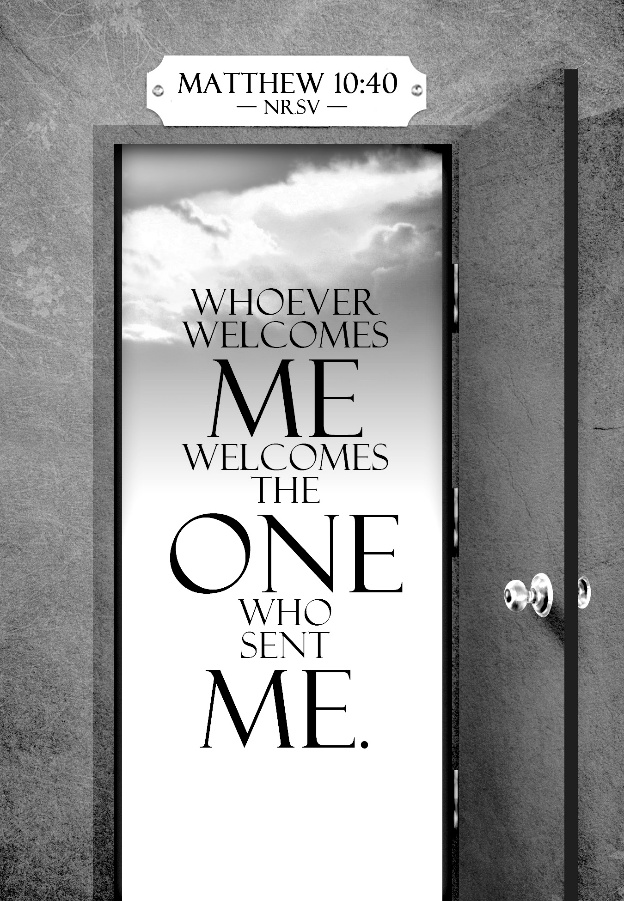 MATTHEW 10:40
— NRSV —
WHOEVER
WELCOMES
ME
WELCOMES
THE
ONE
WHO
SENT
ME.